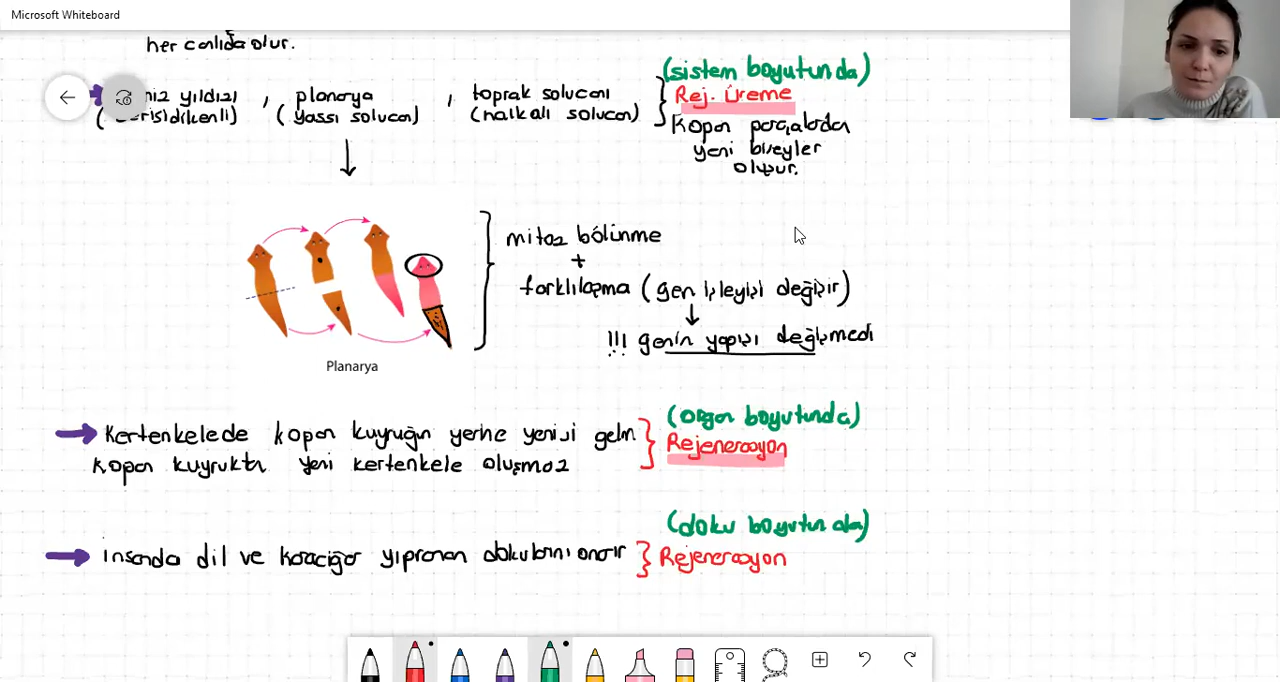 Microsoft Whiteboard
her canlıda olur.
yıldızı , planarya , toprak solucanı
(yassı solucan) (halkalı solucan)
(sistem boyutunda)
Rej. Üreme
Kopan parçalardan
yeni bireyler
oluşur.
mitoz bölünme
+
farklılaşma (gen işleyişi değişir)
!!! genin yapısı değişmedi
Planarya
Kertenkelede kopan kuyruğun yerine yenisi gelir
kopan kuyruktan yeni kertenkele oluşmaz
(organ boyutunda)
Rejenerasyon
insanda dil ve karaciğer yıpranan dokularını onarır
(doku boyutunda)
Rejenerasyon